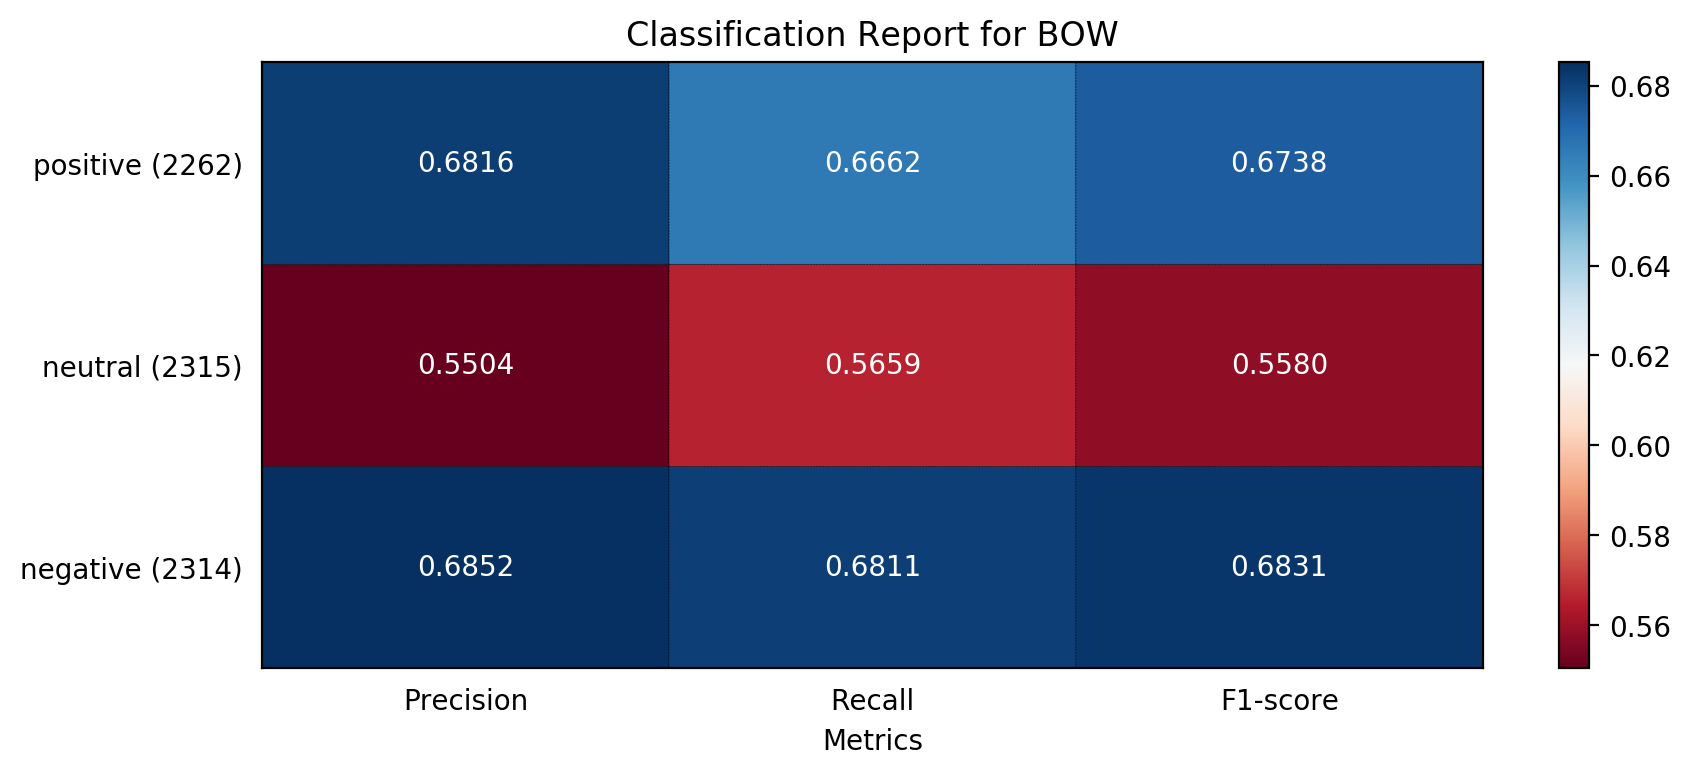 Classification Report for BOW
positive (2262) 0.6816 0.6662 0.6738
neutral (2315) 0.5504 0.5659 0.5580
negative (2314) 0.6852 0.6811 0.6831
Precision Recall F1-score
Metrics
0.68
0.66
0.64
0.62
0.60
0.58
0.56